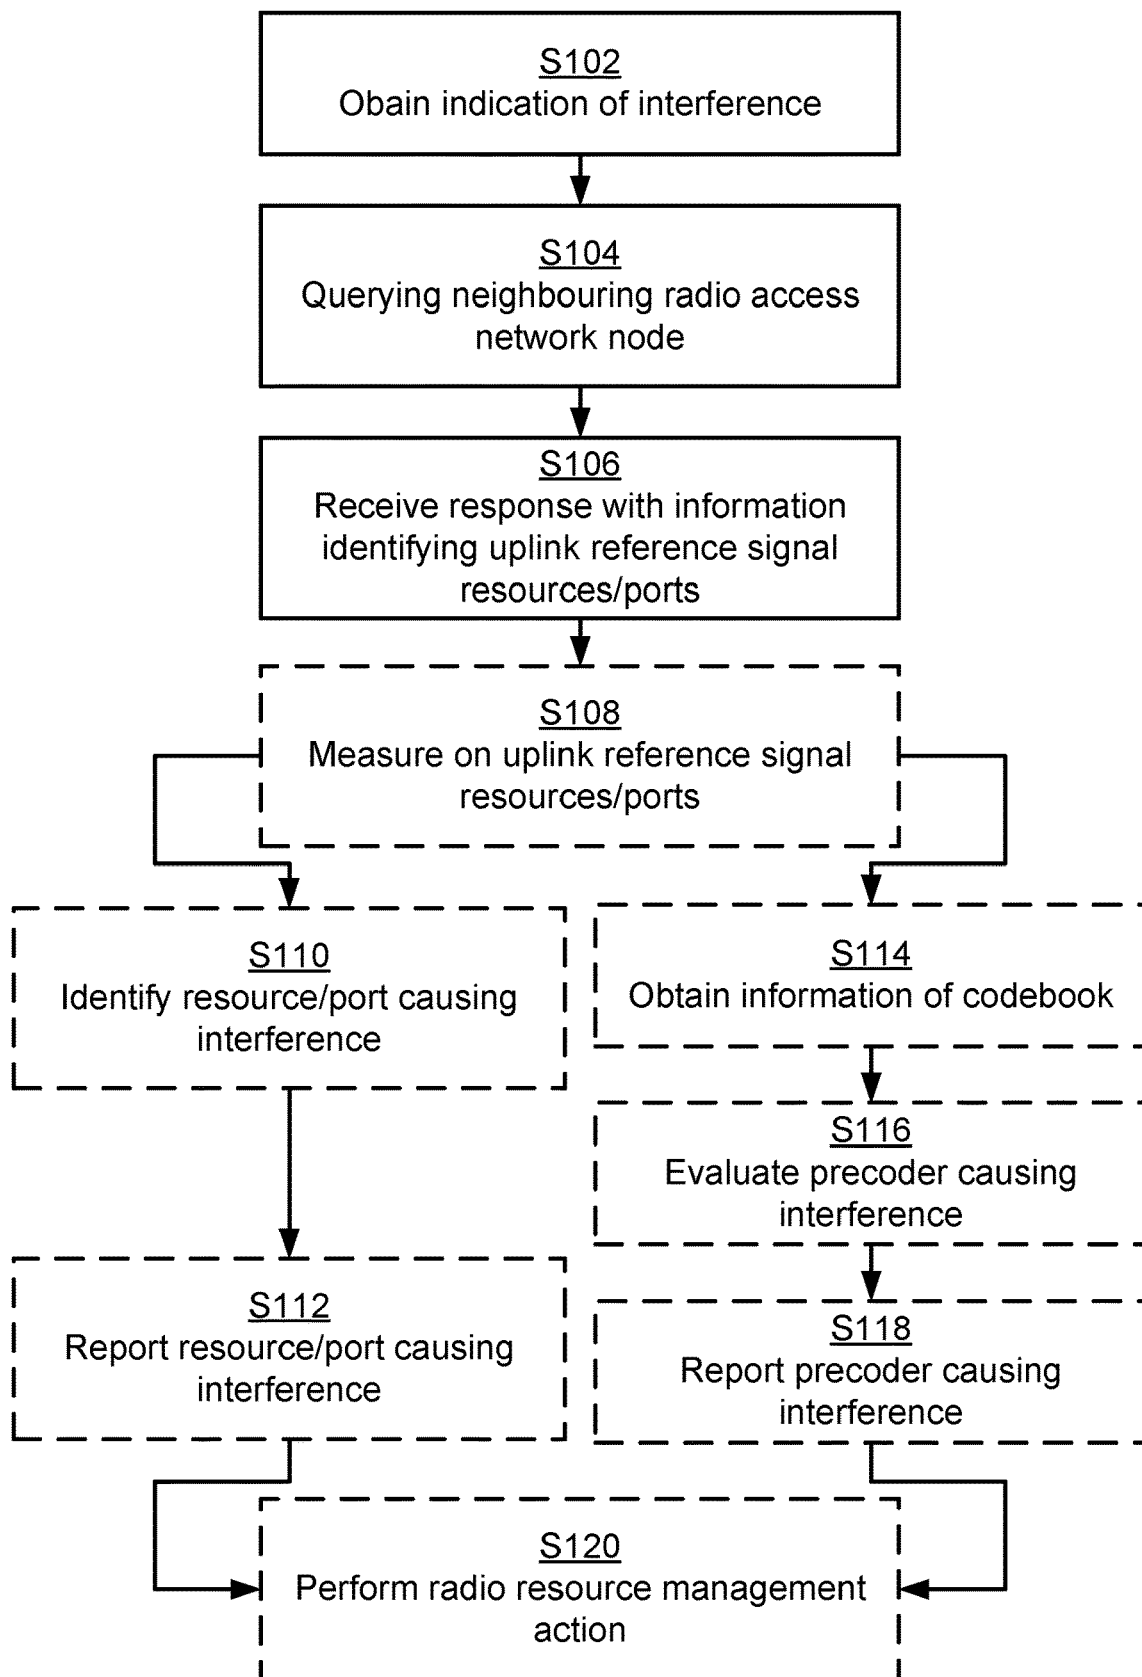 S102
Obain indication of interference
S104
Querying neighbouring radio access
network node
S106
Receive response with information
identifying uplink reference signal
resources/ports
S108
Measure on uplink reference signal
resources/ports
S110
Identify resource/port causing
interference
S112
Report resource/port causing
interference
S114
Obtain information of codebook
S116
Evaluate precoder causing
interference
S118
Report precoder causing
interference
S120
Perform radio resource management
action